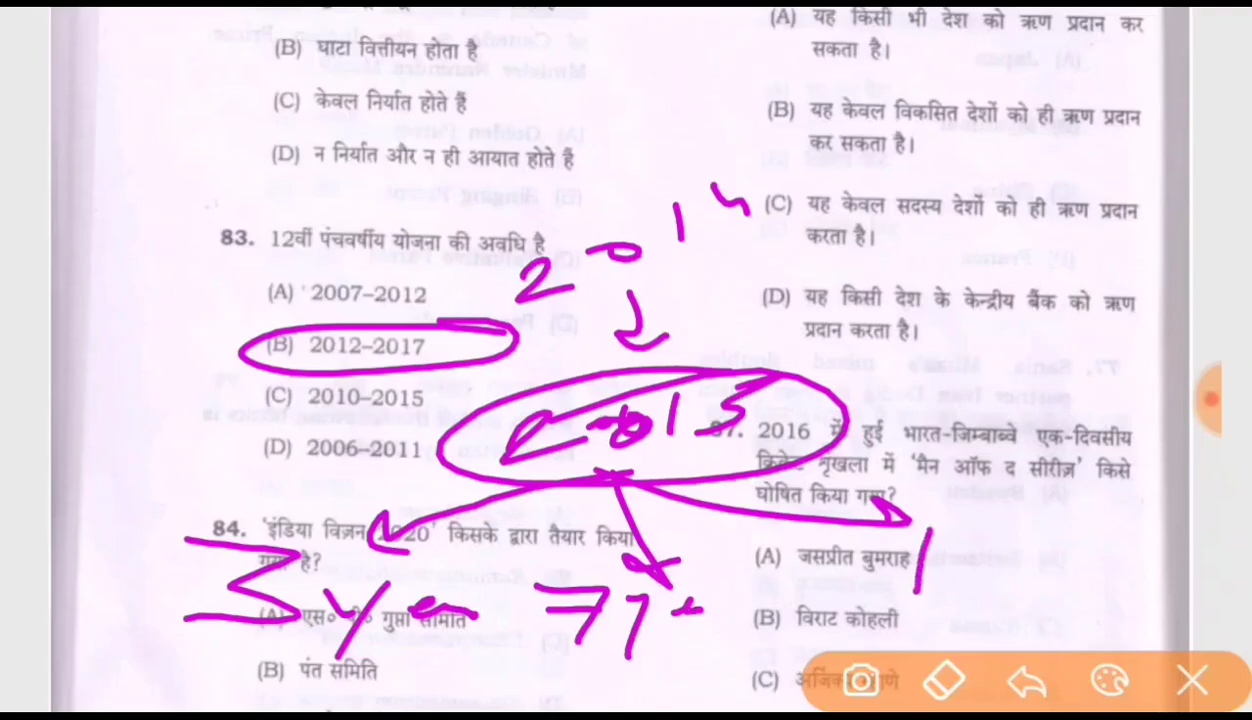 (B) घाटा वित्तीयन होता है
(C) केवल निर्यात होते हैं
(D) न निर्यात और न ही आयात होते है
83. 12वीं पंचवर्षीय योजना की अवधि है
(A) 2007–2012
(B) 2012–2017
(C) 2010–2015
(D) 2006–2011
84. 'इंडिया विज़न 2020' किसके द्वारा तैयार किया
गया है?
(A) एस० पी० गुप्ता समिति
(B) पंत समिति
(A) यह किसी भी देश को ऋण प्रदान कर
सकता है।
(B) यह केवल विकसित देशों को ही ऋण प्रदान
कर सकता है।
(C) यह केवल सदस्य देशों को ही ऋण प्रदान
करता है।
(D) यह किसी देश के केन्द्रीय बैंक को ऋण
प्रदान करता है।
87. 2016 में हुई भारत-जिम्बाब्वे एक-दिवसीय
क्रिकेट शृंखला में 'मैन ऑफ द सीरीज़' किसे
घोषित किया गया?
(A) जसप्रीत बुमराह
(B) विराट कोहली
(C)